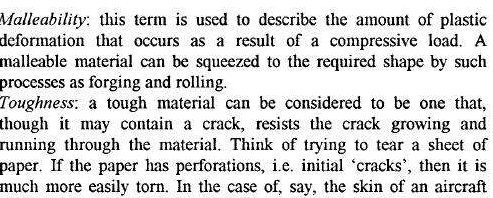 Malleability: this term is used to describe the amount of plastic
deformation that occurs as a result of a compressive load. A
malleable material can be squeezed to the required shape by such
processes as forging and rolling.
Toughness: a tough material can be considered to be one that,
though it may contain a crack, resists the crack growing and
running through the material. Think of trying to tear a sheet of
paper. If the paper has perforations, i.e. initial ‘cracks’, then it is
much more easily torn. In the case of, say, the skin of an aircraft